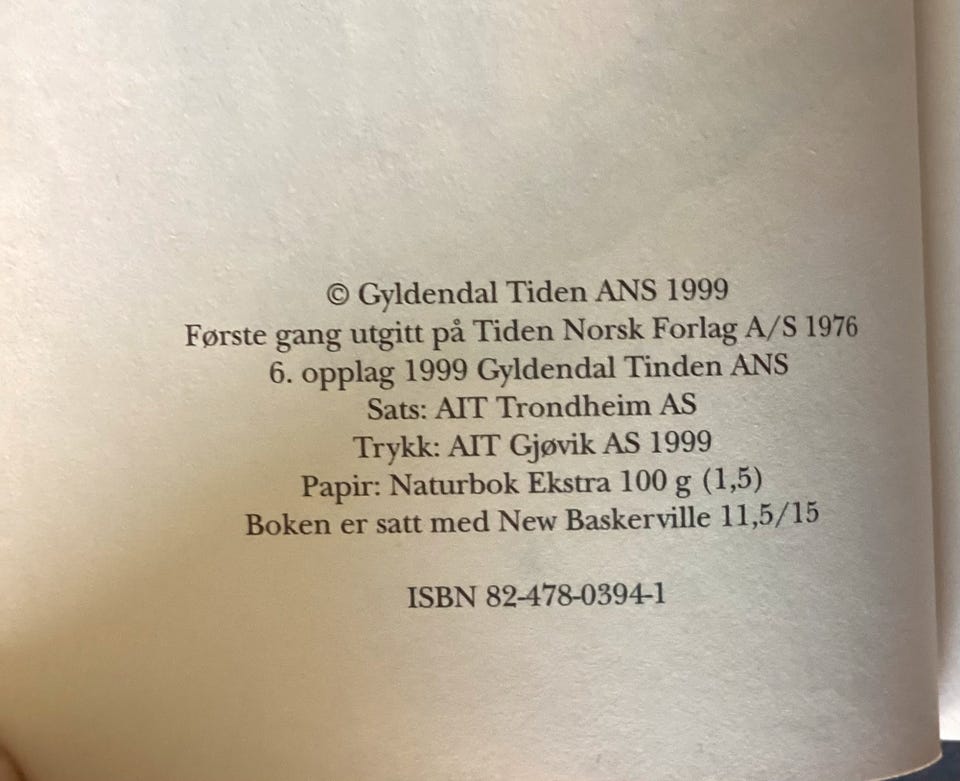 © Gyldendal Tiden ANS 1999
Første gang utgitt på Tiden Norsk Forlag A/S 1976
6. opplag 1999 Gyldendal Tinden ANS
Sats: AIT Trondheim AS
Trykk: AIT Gjøvik AS 1999
Papir: Naturbok Ekstra 100 g (1,5)
Boken er satt med New Baskerville 11,5/15
ISBN 82-478-0394-1